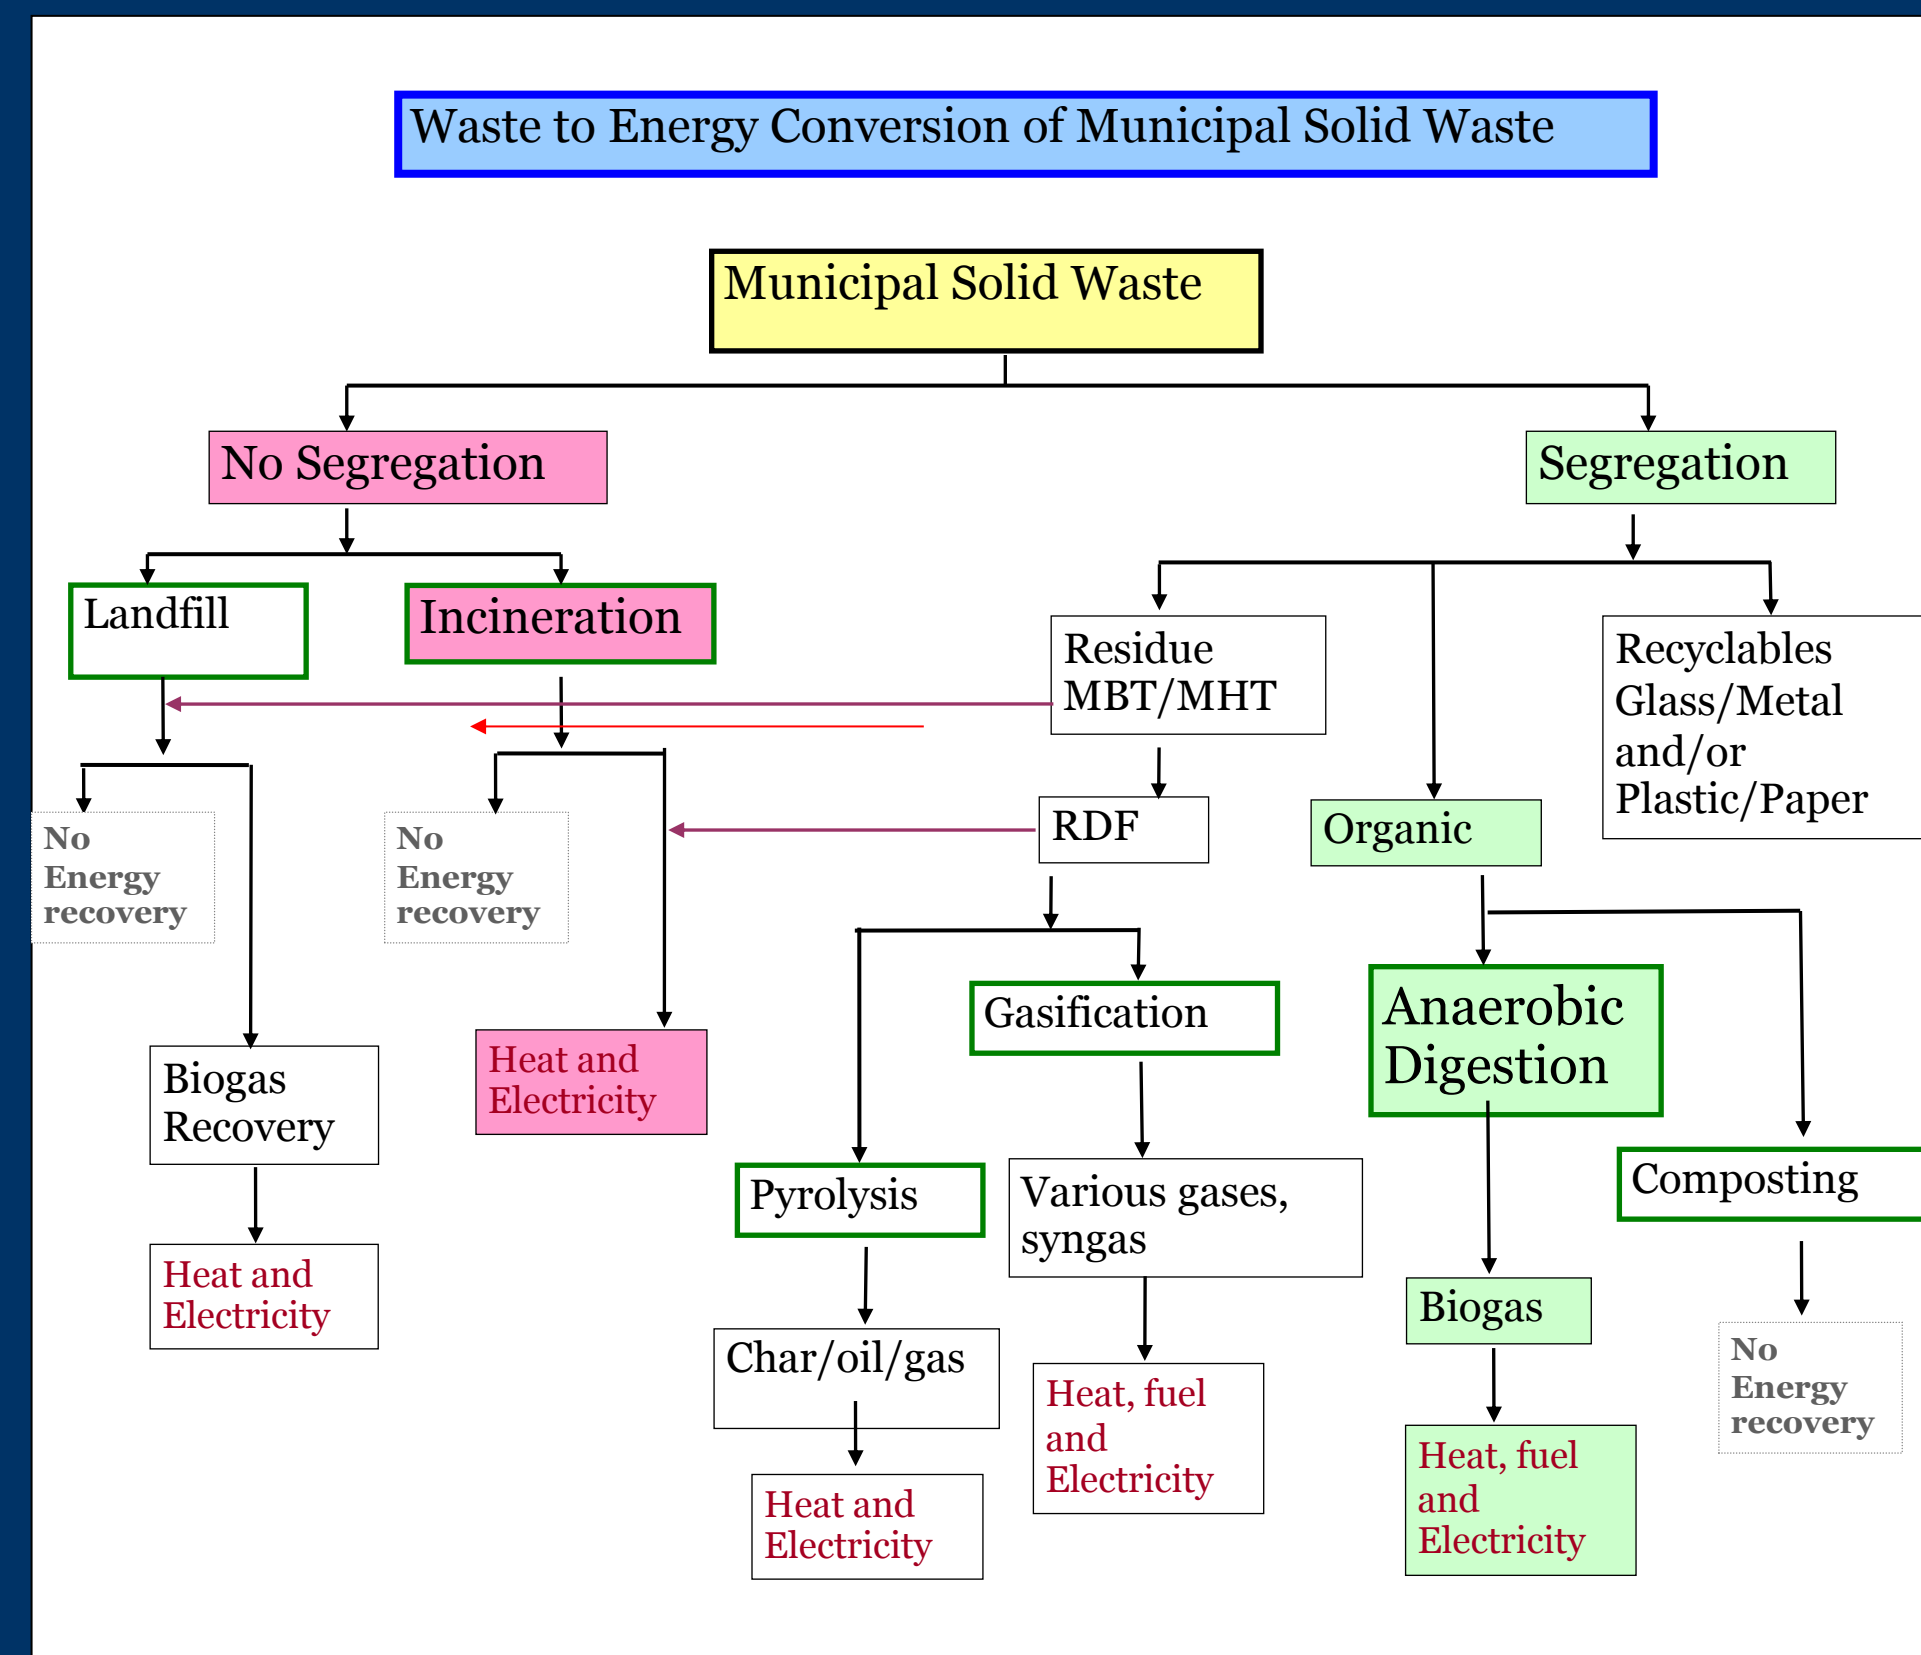 Waste to Energy Conversion of Municipal Solid Waste
Municipal Solid Waste
No Segregation
Segregation
Landfill
Incineration
Residue
MBT/MHT
Recyclables
Glass/Metal
and/or
Plastic/Paper
No
Energy
recovery
No
Energy
recovery
RDF
Organic
Gasification
Anaerobic
Digestion
Biogas
Recovery
Heat and
Electricity
Pyrolysis
Various gases,
syngas
Composting
Heat and
Electricity
Char/oil/gas
Heat, fuel
and
Electricity
Biogas
No
Energy
recovery
Heat and
Electricity
Heat, fuel
and
Electricity